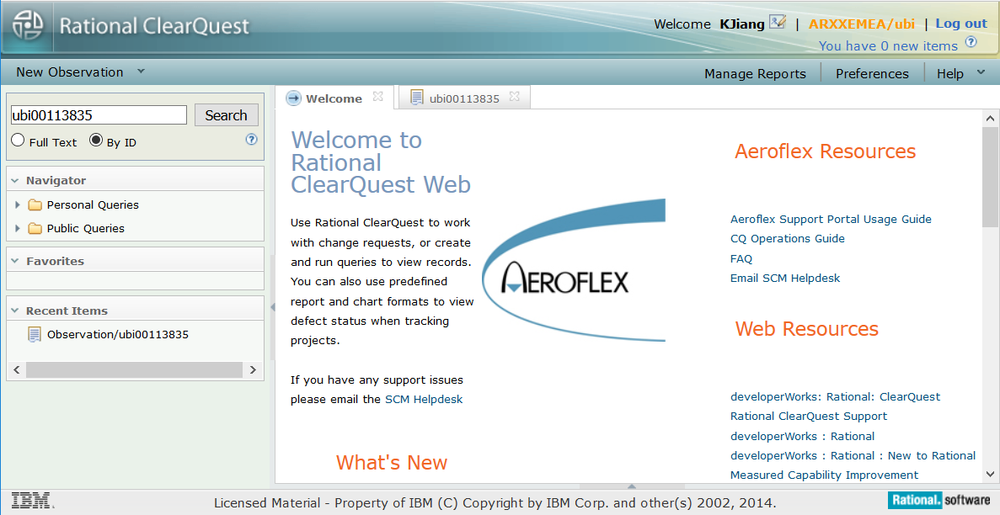 Rational ClearQuest
Welcome KJiang | ARXXEMEA/ubi | Log out
You have 0 new items ?
New Observation
Manage Reports Preferences Help
ubi00113835
Search
Full Text By ID ?
Navigator
Personal Queries
Public Queries
Favorites
Recent Items
Observation/ubi00113835
Welcome
ubi00113835
Welcome to
Rational
ClearQuest Web
Use Rational ClearQuest to work
with change requests, or create
and run queries to view records.
You can also use predefined
report and chart formats to view
defect status when tracking
projects.
If you have any support issues
please email the SCM Helpdesk
What's New
AEROFLEX
Aeroflex Resources
Aeroflex Support Portal Usage Guide
CQ Operations Guide
FAQ
Email SCM Helpdesk
Web Resources
developerWorks: Rational: ClearQuest
Rational ClearQuest Support
developerWorks : Rational
developerWorks : Rational : New to Rational
Measured Capability Improvement
IBM.
Licensed Material - Property of IBM (C) Copyright by IBM Corp. and other(s) 2002, 2014.
Rational. software